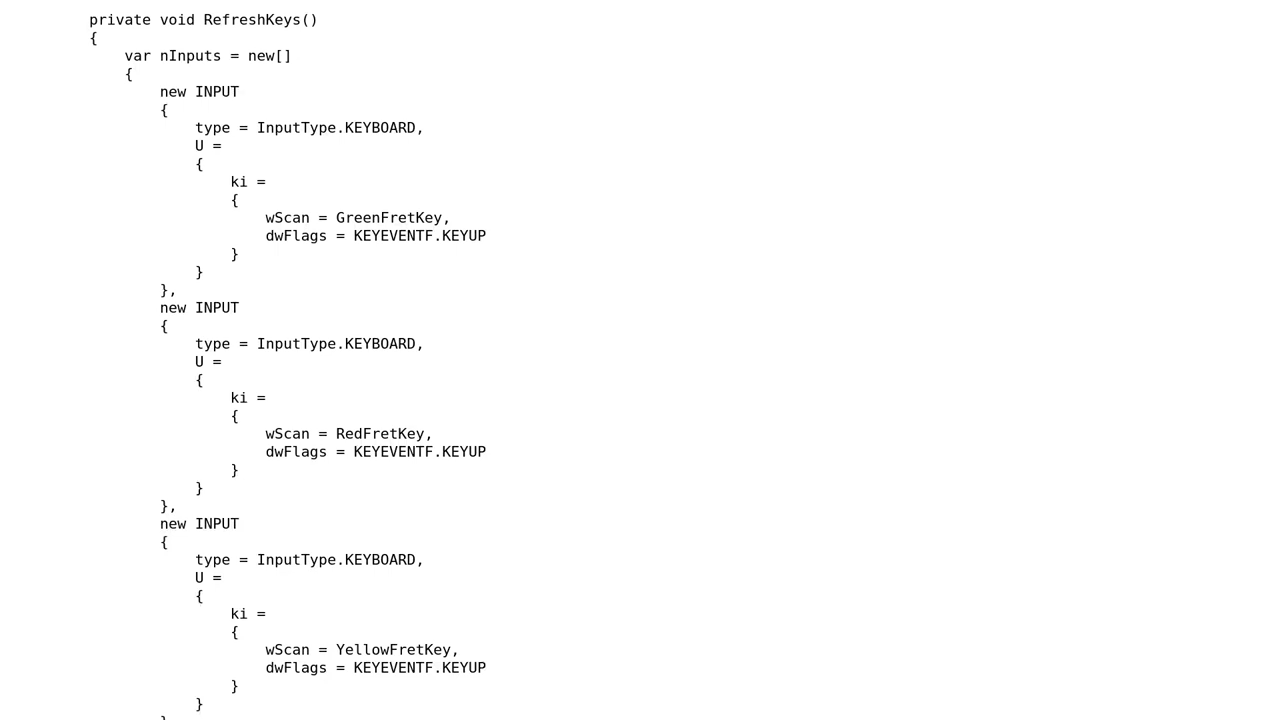 private void RefreshKeys()
{
    var nInputs = new[]
    {
        new INPUT
        {
            type = InputType.KEYBOARD,
            U =
            {
                ki =
                {
                    wScan = GreenFretKey,
                    dwFlags = KEYEVENTF.KEYUP
                }
            }
        },
        new INPUT
        {
            type = InputType.KEYBOARD,
            U =
            {
                ki =
                {
                    wScan = RedFretKey,
                    dwFlags = KEYEVENTF.KEYUP
                }
            }
        },
        new INPUT
        {
            type = InputType.KEYBOARD,
            U =
            {
                ki =
                {
                    wScan = YellowFretKey,
                    dwFlags = KEYEVENTF.KEYUP
                }
            }